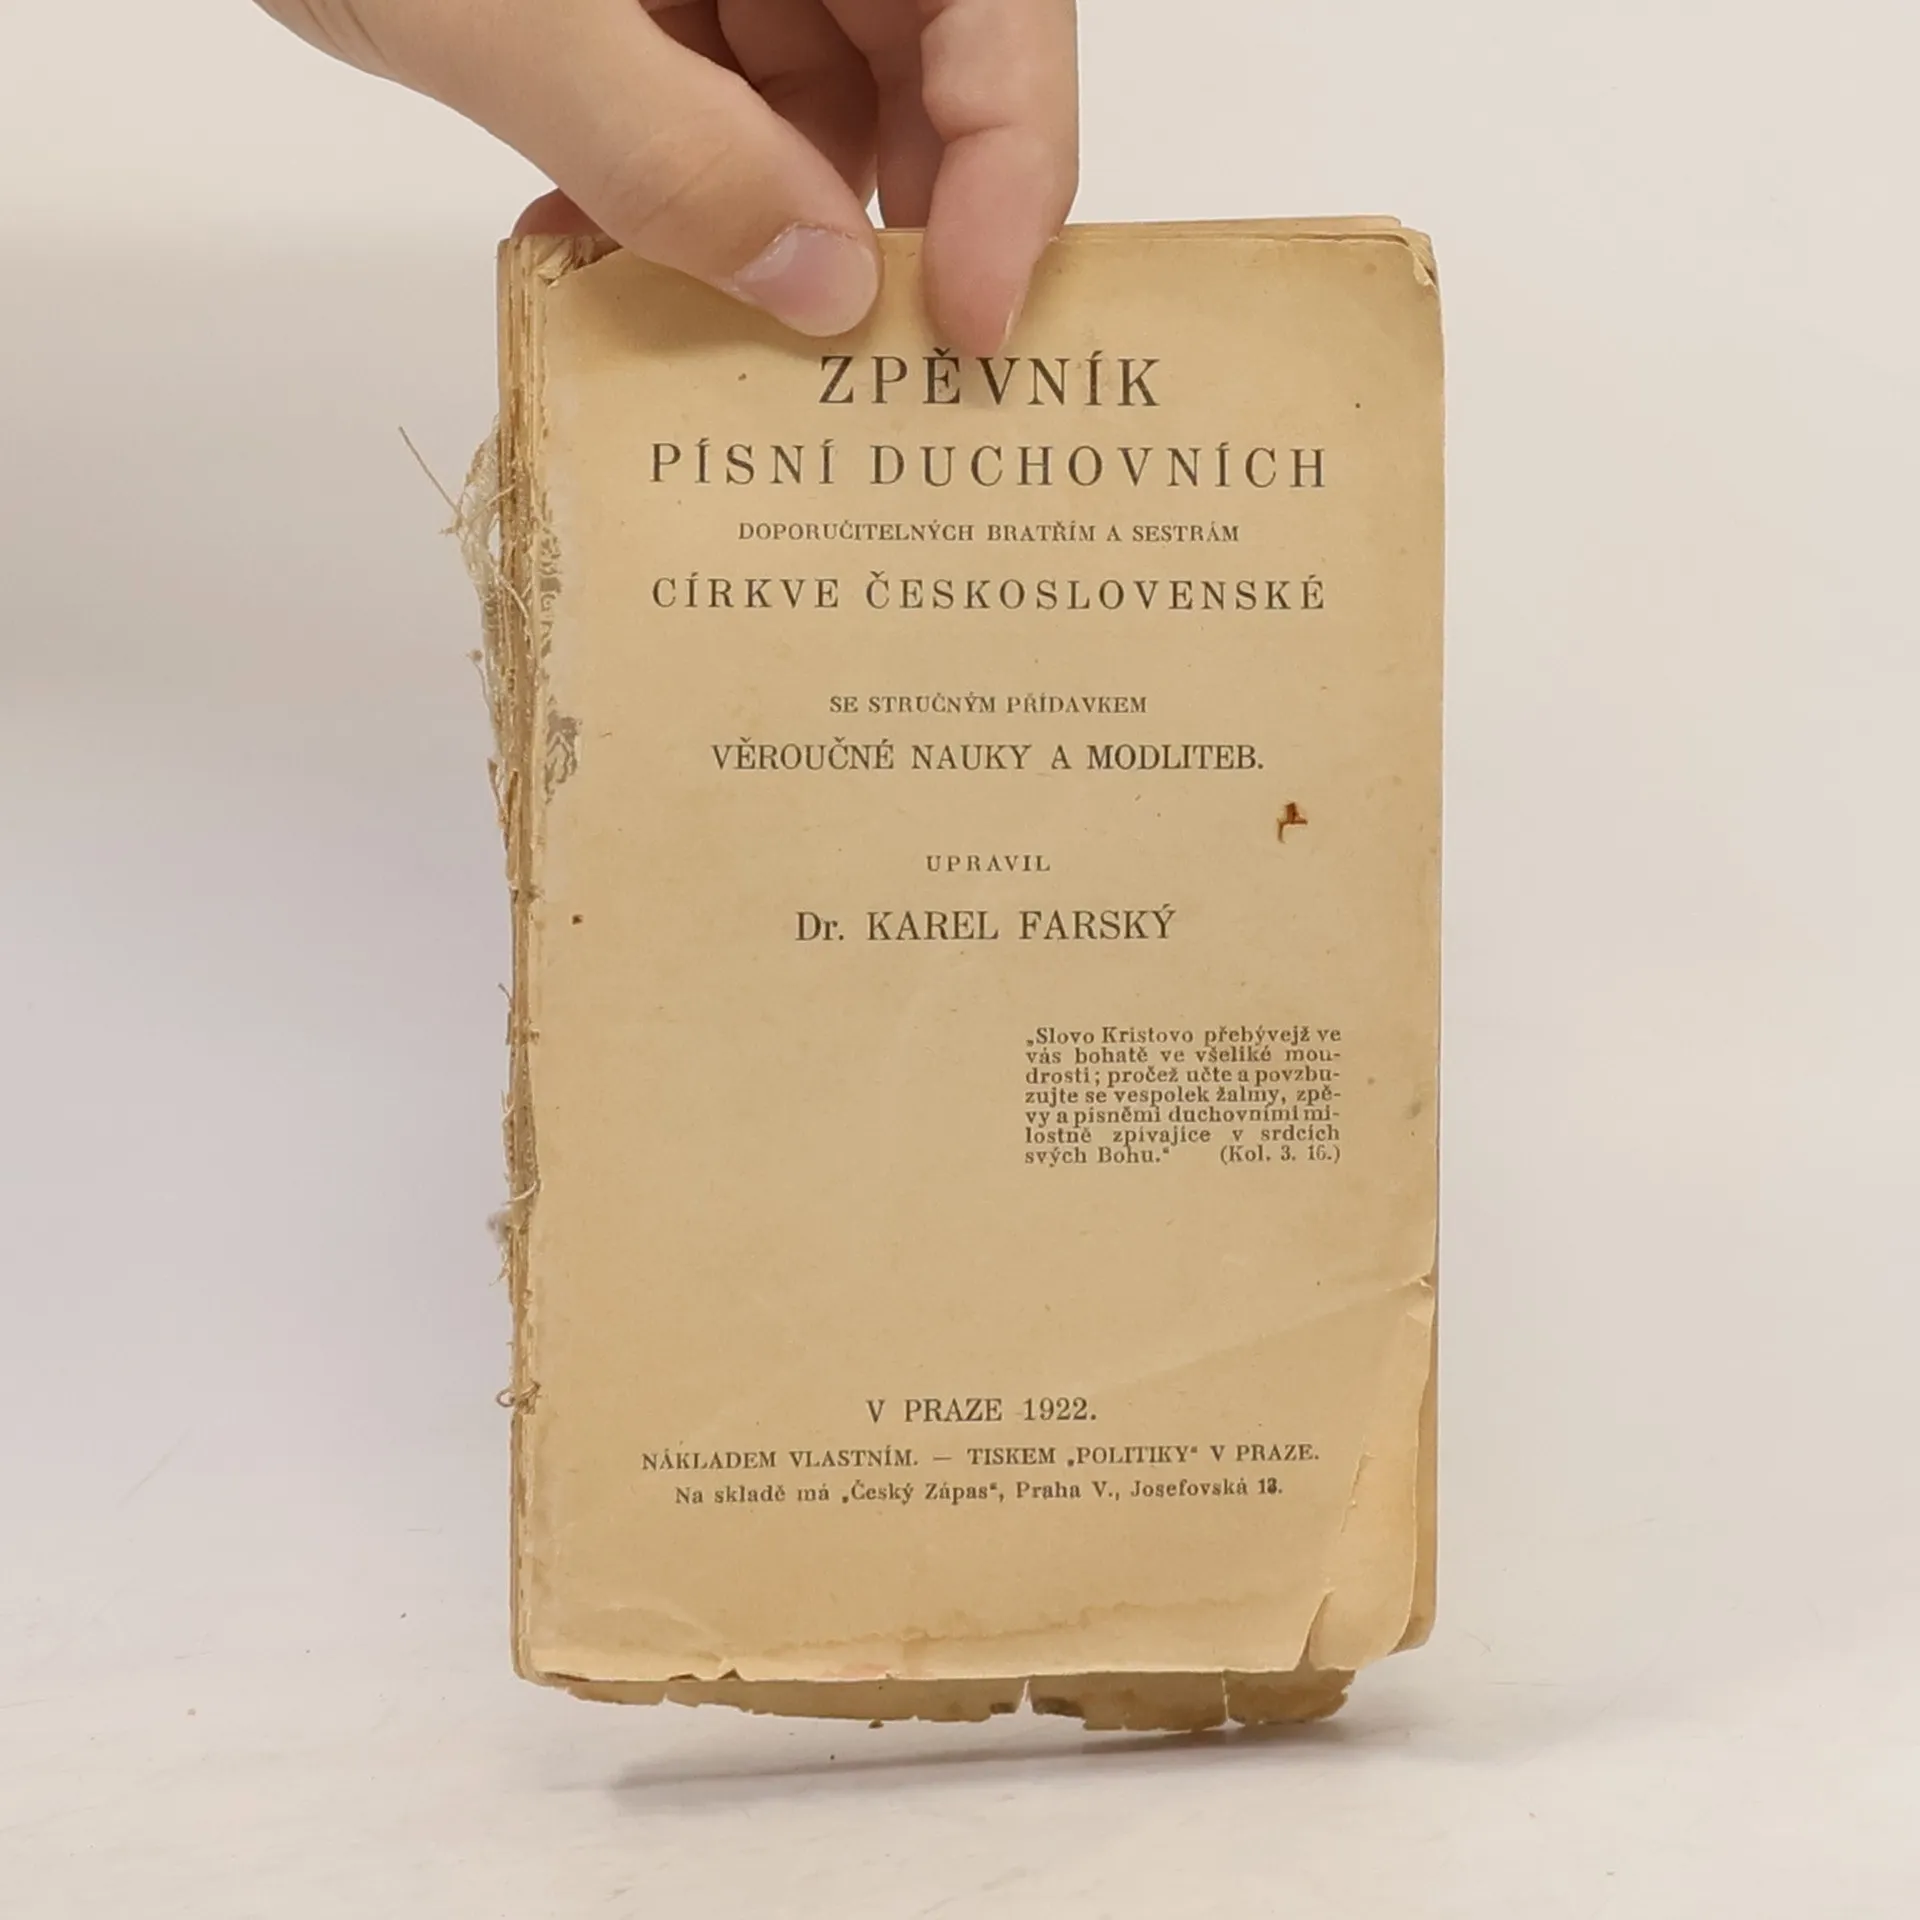 ZPĚVNÍK
PÍSNÍ DUCHOVNÍCH
DOPORUČITELNÝCH BRATŘÍM A SESTRÁM
CÍRKVE ČESKOSLOVENSKÉ
SE STRUČNÝM PŘÍDAVKEM
VĚROUČNÉ NAUKY A MODLITEB.
UPRAVIL
Dr. KAREL FARSKÝ
„Slovo Kristovo přebývejž ve
vás bohatě ve všeliké mou-
drosti; pročež učte a povzbu-
zujte se vespolek žalmy, zpě-
vy a písněmi duchovními mi-
lostně zpívajíce v srdcích
svých Bohu.“ (Kol. 3. 16.)
V PRAZE 1922.
NÁKLADEM VLASTNÍM. — TISKEM „POLITIKY“ V PRAZE.
Na skladě má „Český Zápas“, Praha V., Josefovská 13.